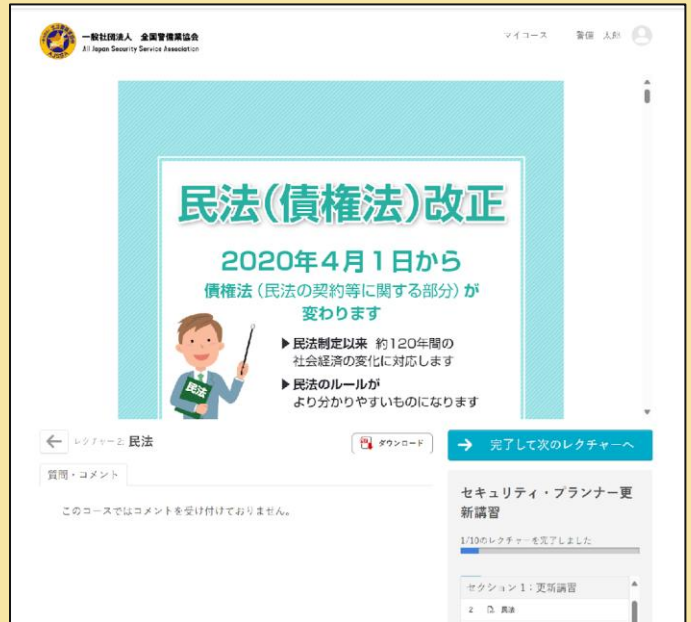 一般社団法人 全国警備業協会
All Japan Security Service Association
マイコース 警備 太郎
民法(債権法)改正
2020年4月1日から
債権法(民法の契約等に関する部分)が
変わります
▶民法制定以来 約120年間の
社会経済の変化に対応します
▶民法のルールが
より分かりやすいものになります
民法
← レクチャー2: 民法
ダウンロード
→ 完了して次のレクチャーへ
質問・コメント
このコースではコメントを受け付けておりません。
セキュリティ・プランナー更
新講習
1/10のレクチャーを完了しました
セクション1:更新講習
2 民法